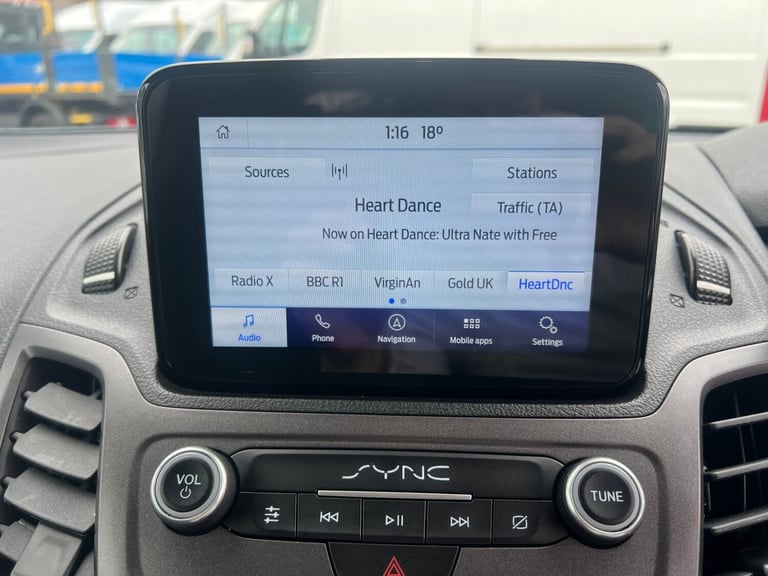 1:16 18º
Sources
Stations
Heart Dance
Traffic (TA)
Now on Heart Dance: Ultra Nate with Free
Radio X BBC R1 VirginAn Gold UK HeartDnc
Audio Phone Navigation Mobile apps Settings
VOL
SYNC
TUNE